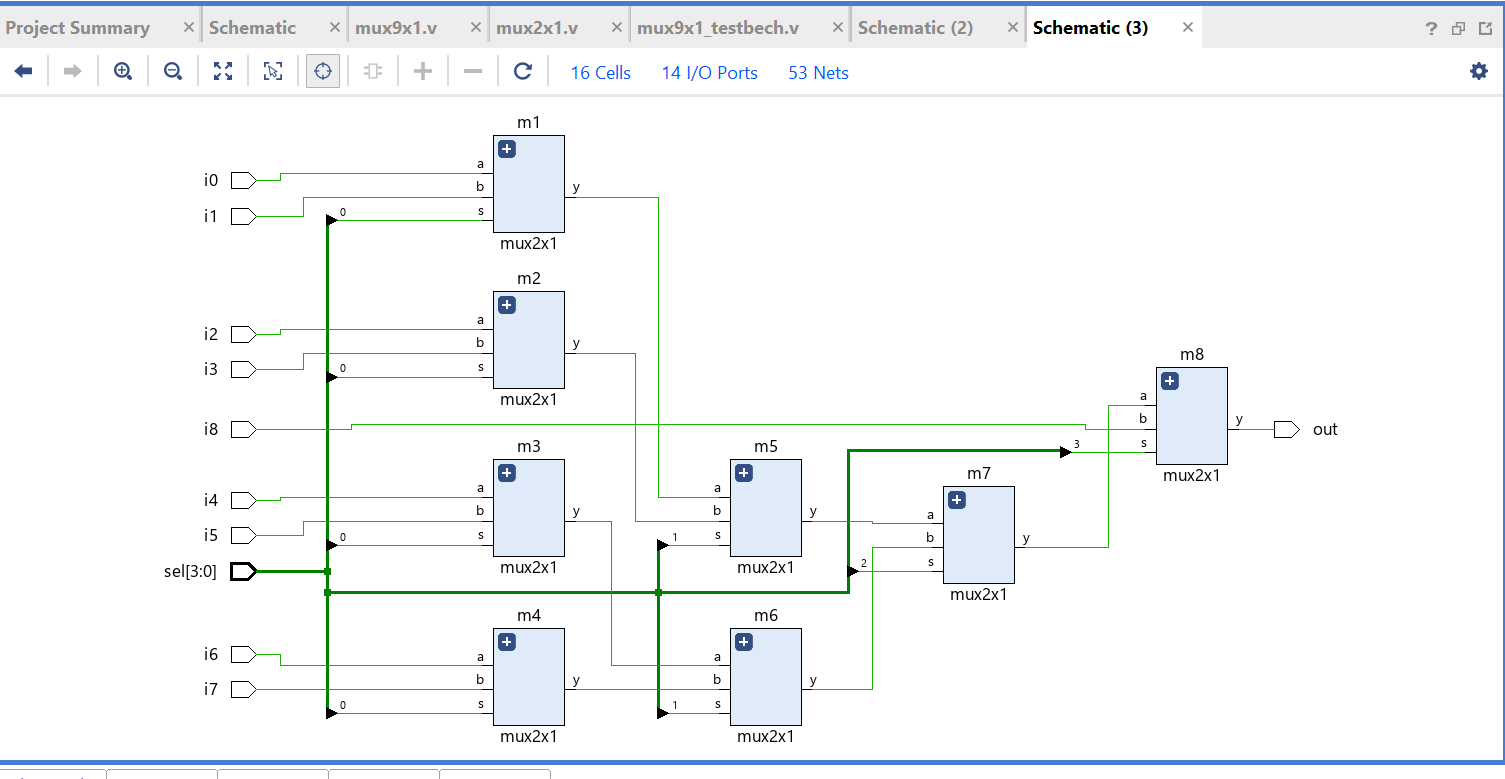 Project Summary Schematic mux9x1.v mux2x1.v mux9x1_testbech.v Schematic (2) Schematic (3)
16 Cells 14 I/O Ports 53 Nets
m1
i0 a
b y
i1 0 s
mux2x1
m2
i2 a
b y
i3 0 s
mux2x1
m8
a
b y
3 s
mux2x1
i8
out
m3
i4 a
b y
i5 0 s
mux2x1
m5
a
b y
1 s
mux2x1
m7
a
b y
2 s
mux2x1
sel[3:0]
m4
i6 a
i7 b y
0 s
mux2x1
m6
a
b y
1 s
mux2x1